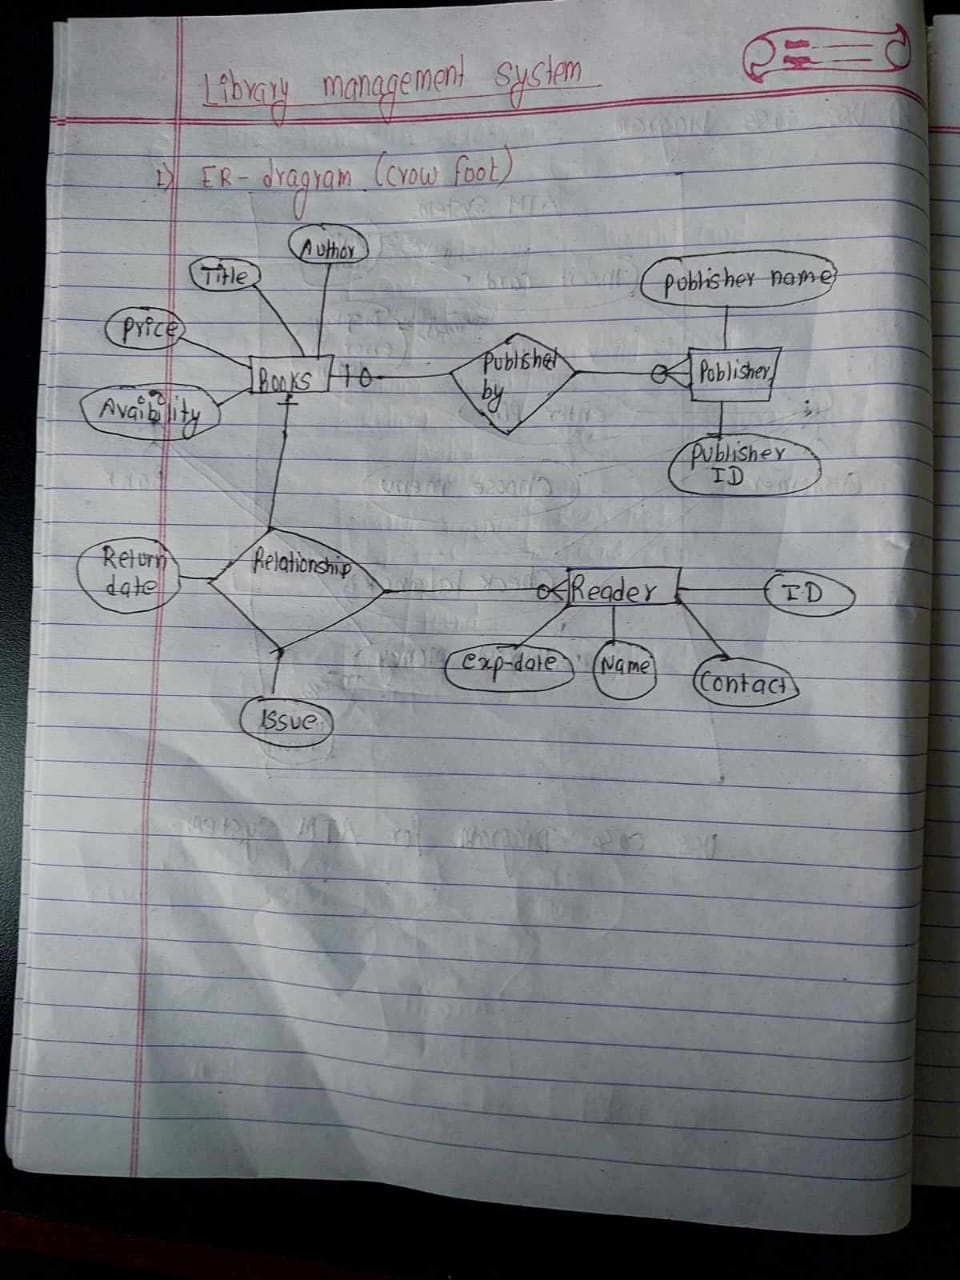 Library management system
1) ER-dragram (crow foot)
Author
Title
Publisher name
Price
Books
Published
by
Publisher
Avaibility
Publisher
ID
Return
date
Relationship
Reader
ID
exp-date
Name
Contact
Issue